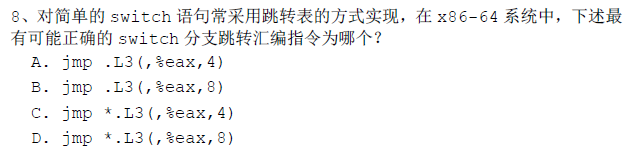 8、对简单的 switch 语句常采用跳转表的方式实现，在 x86-64 系统中，下述最
有可能正确的 switch 分支跳转汇编指令为哪个？
A. jmp .L3(,%eax,4)
B. jmp .L3(,%eax,8)
C. jmp *.L3(,%eax,4)
D. jmp *.L3(,%eax,8)